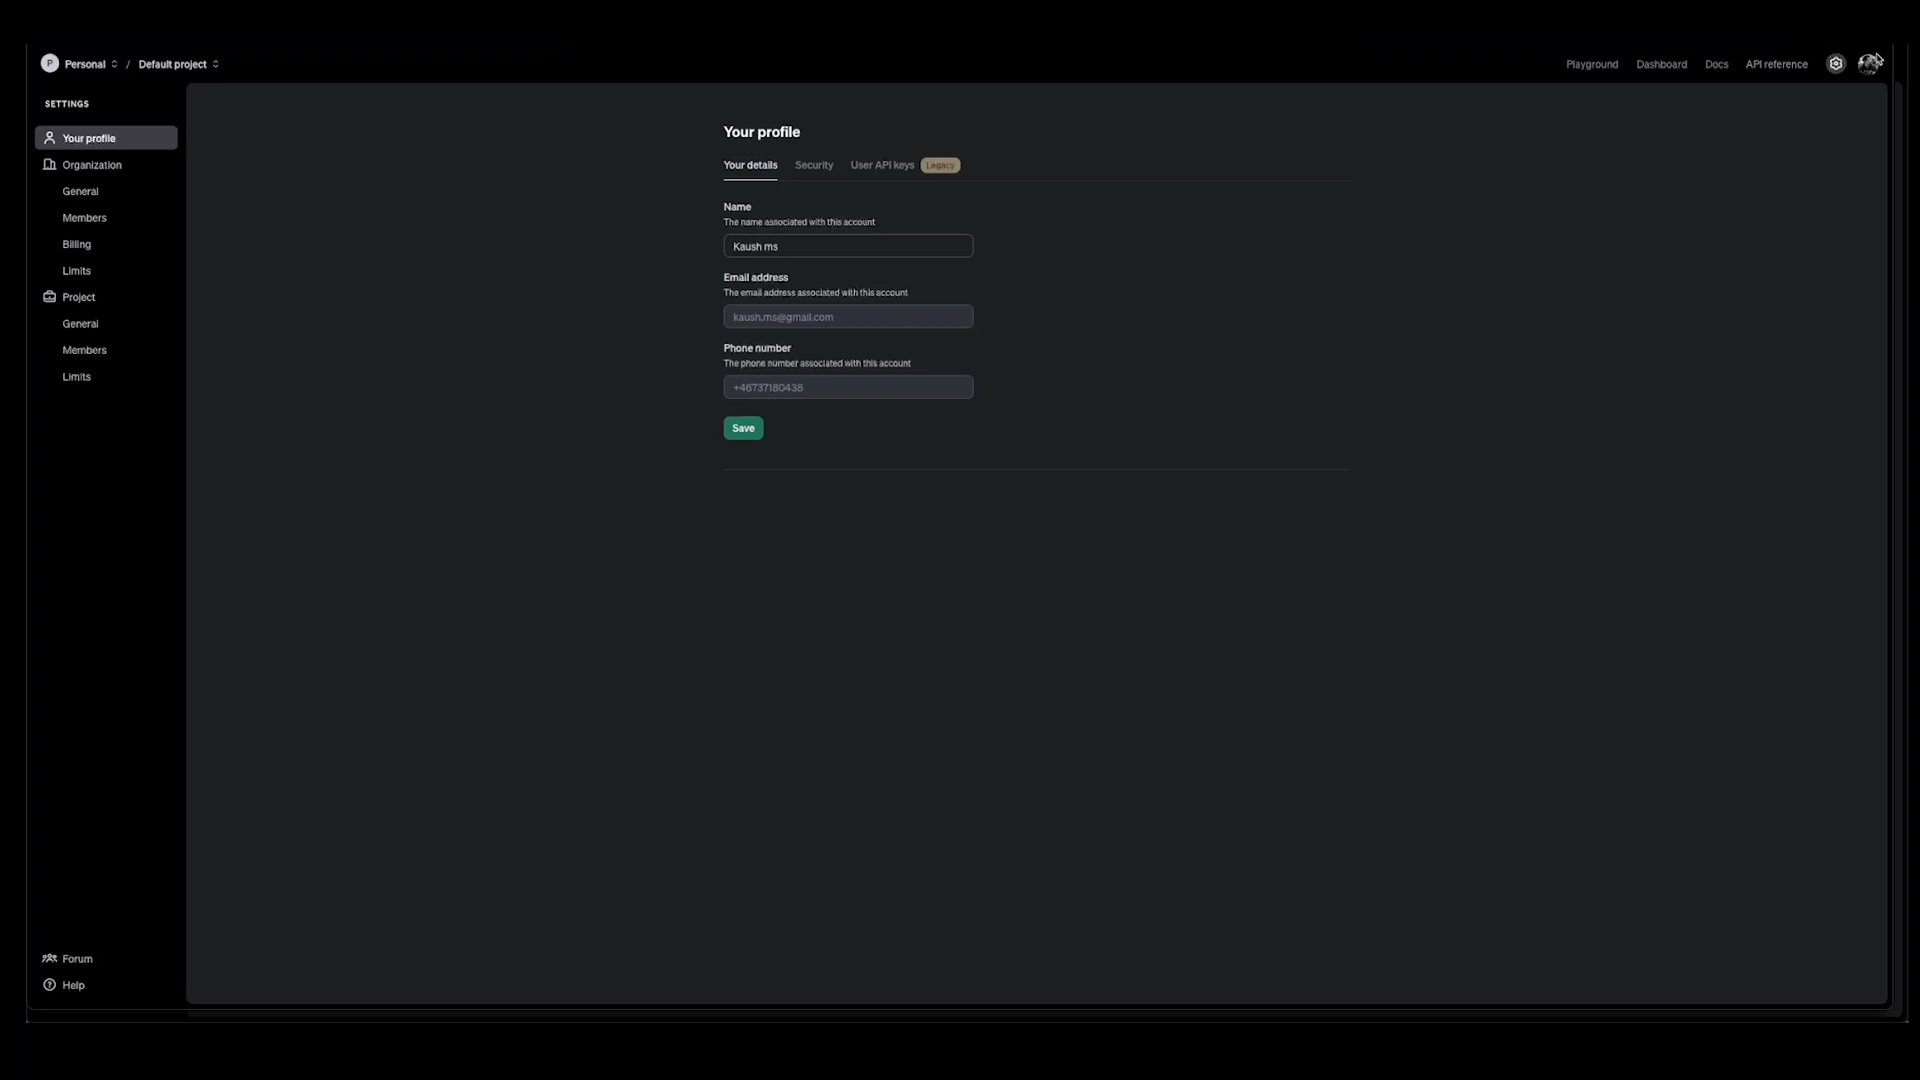 P Personal / Default project
Playground Dashboard Docs API reference
SETTINGS
Your profile
Organization
General
Members
Billing
Limits
Project
General
Members
Limits
Forum
Help
Your profile
Your details Security User API keys Legacy
Name
The name associated with this account
Kaush ms
Email address
The email address associated with this account
kaush.ms@gmail.com
Phone number
The phone number associated with this account
+46737180438
Save